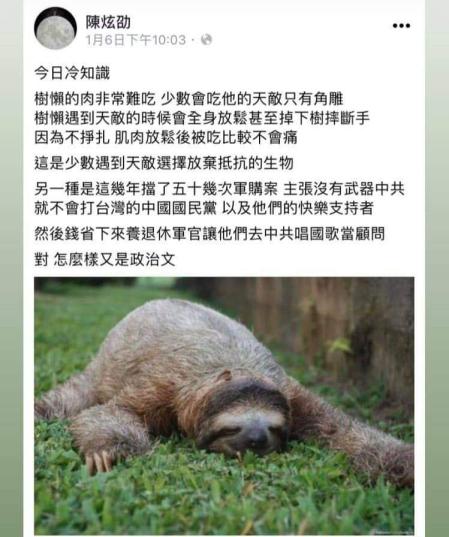 陳炫劭
1月6日下午10:03 ·
今日冷知識
樹懶的肉非常難吃 少數會吃他的天敵只有角雕
樹懶遇到天敵的時候會全身放鬆甚至掉下樹摔斷手
因為不掙扎 肌肉放鬆後被吃比較不會痛
這是少數遇到天敵選擇放棄抵抗的生物
另一種是這幾年擋了五十幾次軍購案 主張沒有武器中共
就不會打台灣的中國國民黨 以及他們的快樂支持者
然後錢省下來養退休軍官讓他們去中共唱國歌當顧問
對 怎麼樣又是政治文